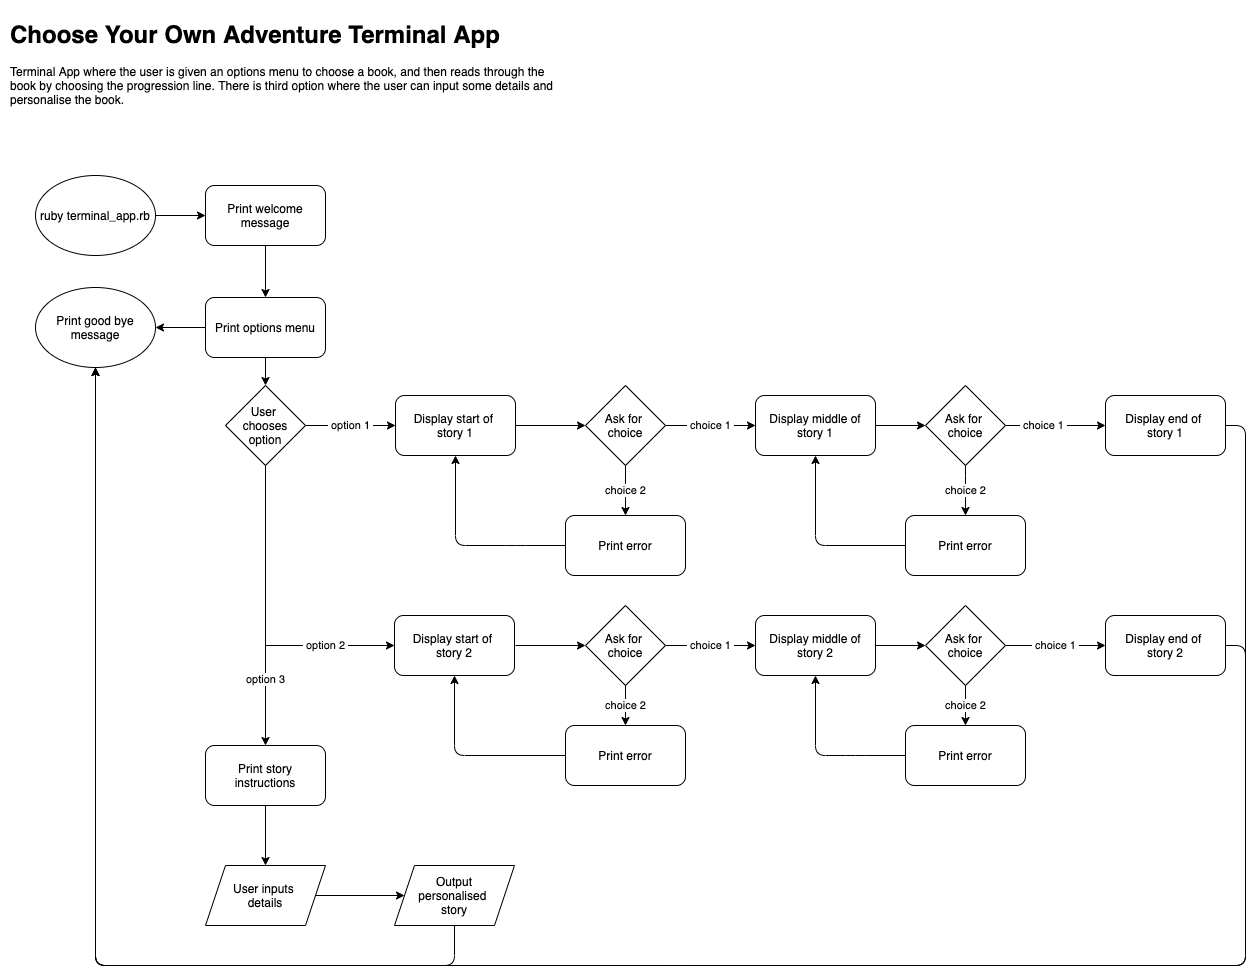 Choose Your Own Adventure Terminal App
Terminal App where the user is given an options menu to choose a book, and then reads through the
book by choosing the progression line. There is third option where the user can input some details and
personalise the book.
ruby terminal_app.rb
Print welcome
message
Print good bye
message
Print options menu
User
chooses
option
option 1
Display start of
story 1
Ask for
choice
choice 1
Display middle of
story 1
Ask for
choice
choice 1
Display end of
story 1
choice 2
choice 2
Print error
Print error
option 2
Display start of
story 2
Ask for
choice
choice 1
Display middle of
story 2
Ask for
choice
choice 1
Display end of
story 2
option 3
choice 2
choice 2
Print error
Print error
Print story
instructions
User inputs
details
Output
personalised
story